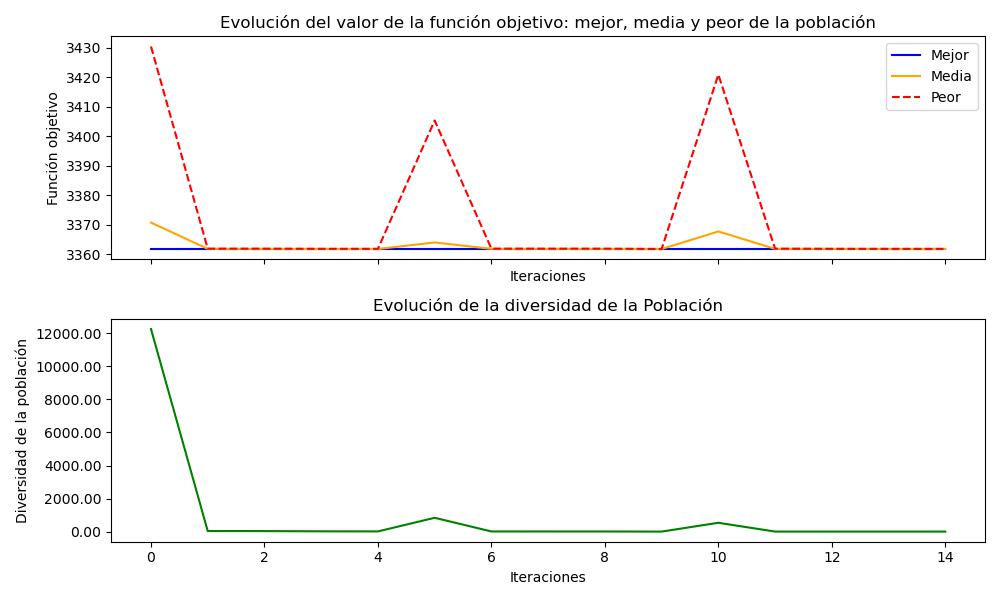 Evolución del valor de la función objetivo: mejor, media y peor de la población
Función objetivo
3430
3420
3410
3400
3390
3380
3370
3360
Mejor
Media
Peor
Iteraciones
Evolución de la diversidad de la Población
Diversidad de la población
12000.00
10000.00
8000.00
6000.00
4000.00
2000.00
0.00
0 2 4 6 8 10 12 14
Iteraciones